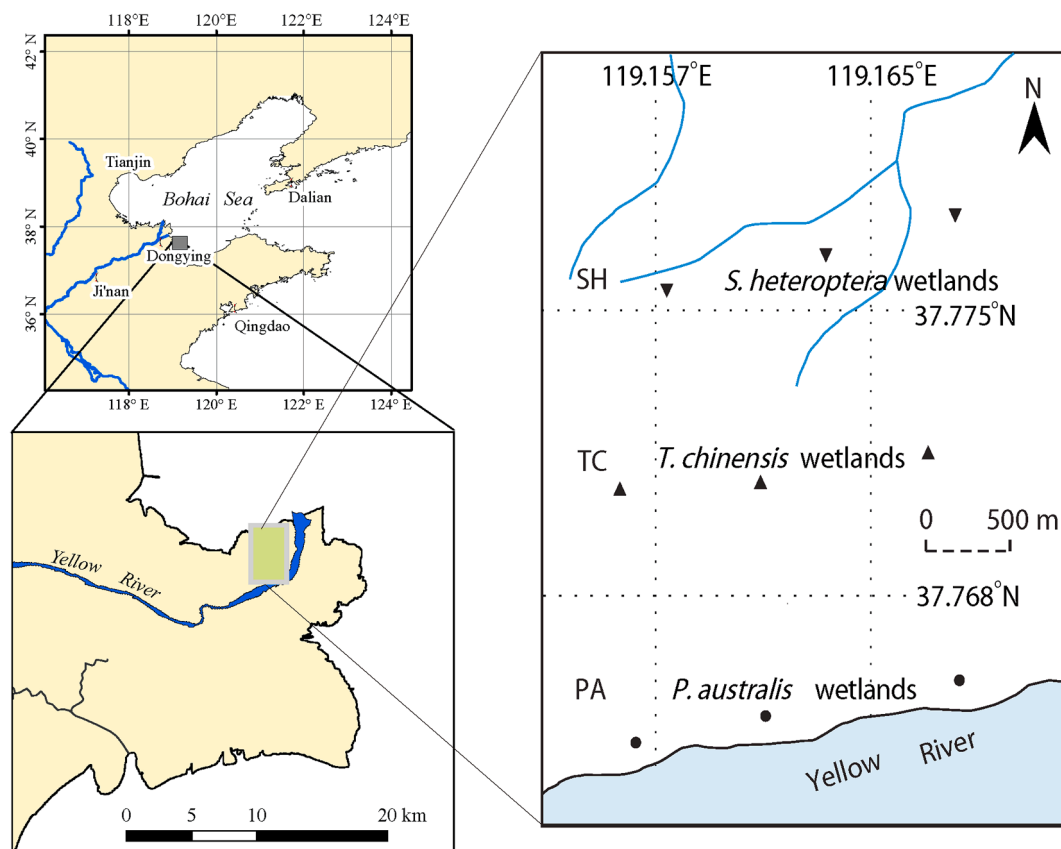 118°E 120°E 122°E 124°E
42° N
40° N
38° N
36° N
Tianjin
Bohai Sea
Dalian
Dongying
Ji'nan
Qingdao
118° E 120° E 122° E 124° E
Yellow River
0 5 10 20 km
119.157°E 119.165°E
N
SH S. heteroptera wetlands
37.775°N
TC T. chinensis wetlands
0 500 m
37.768°N
PA P. australis wetlands
Yellow River